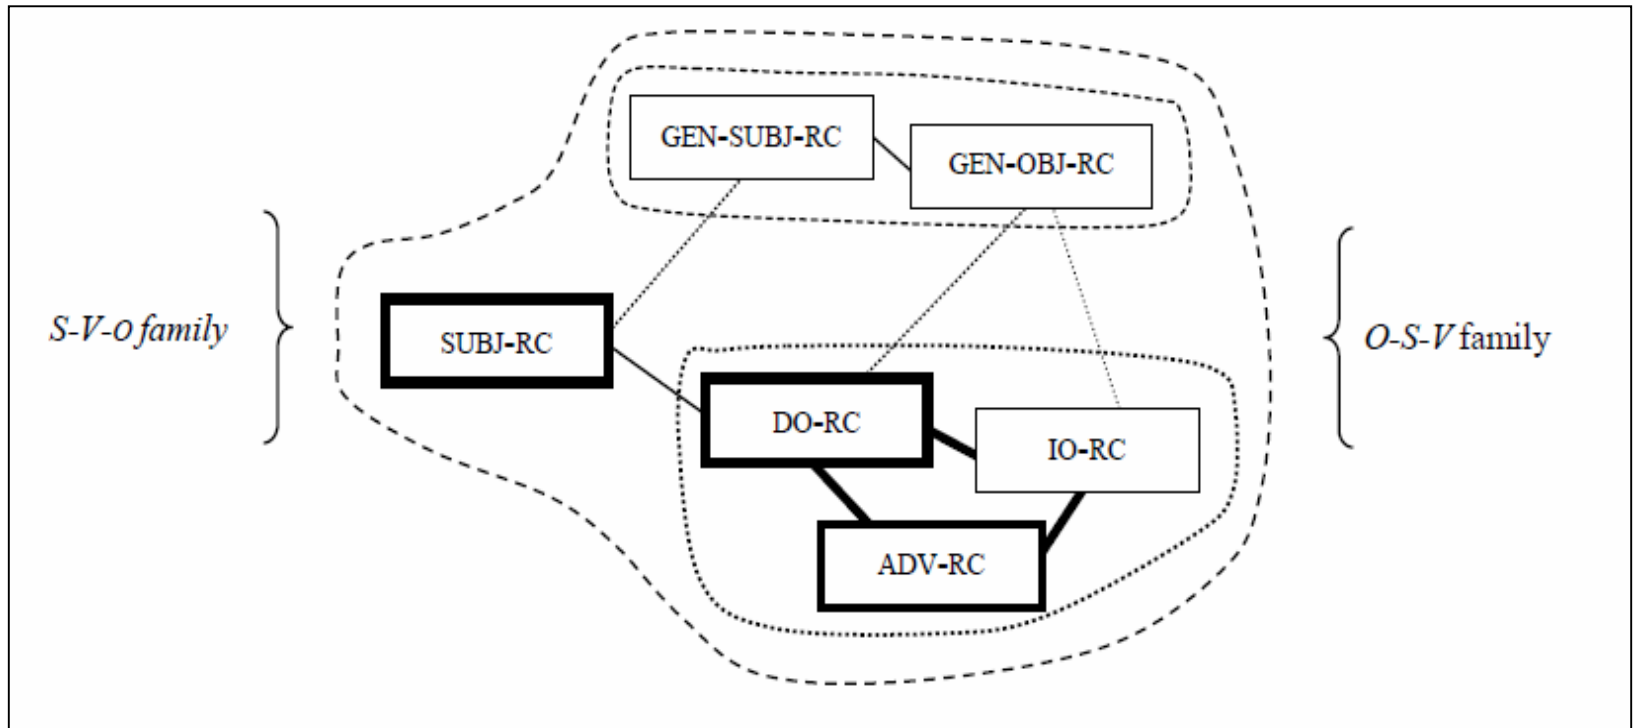 GEN-SUBJ-RC
GEN-OBJ-RC
S-V-O family
SUBJ-RC
O-S-V family
DO-RC
IO-RC
ADV-RC